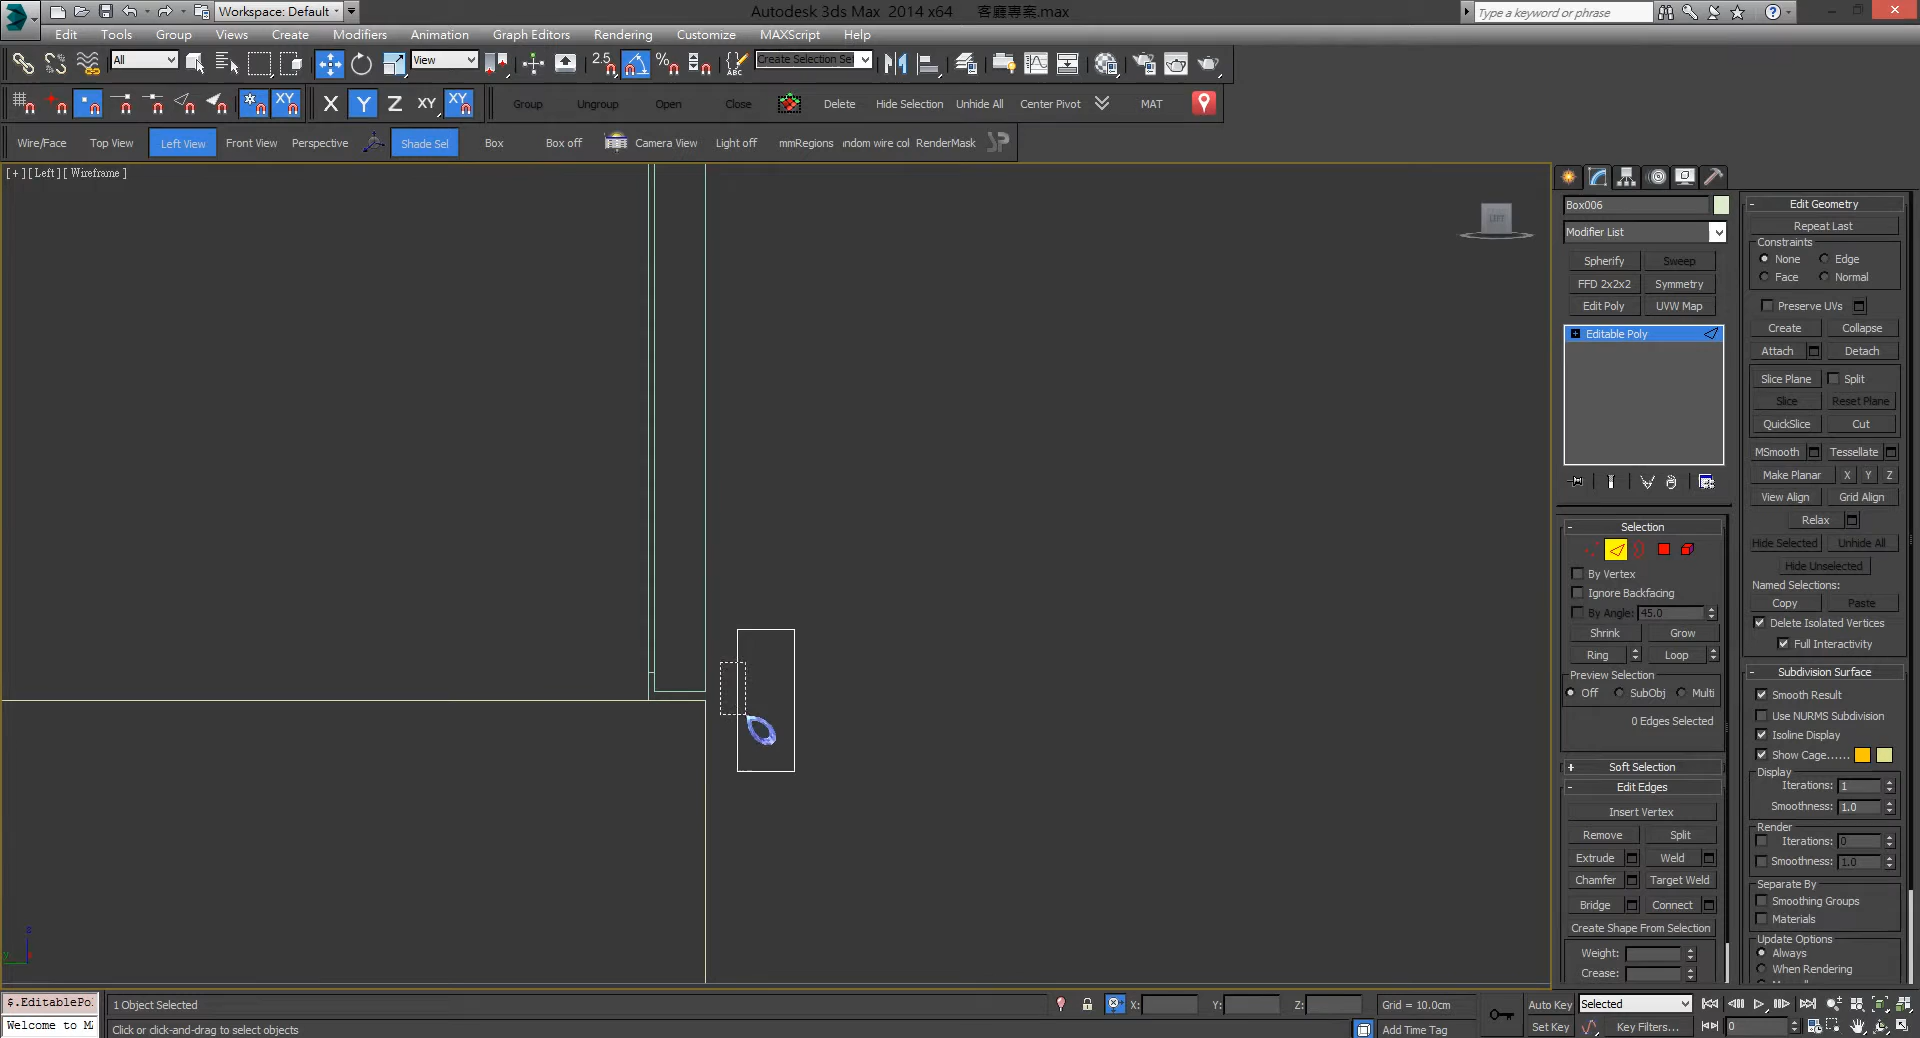 Workspace: Default
Autodesk 3ds Max 2014 x64 客廳專案.max
Type a keyword or phrase
Edit Tools Group Views Create Modifiers Animation Graph Editors Rendering Customize MAXScript Help
All
View
2.5
%
ABC
Create Selection Set
XY X Y Z XY XY
Group Ungroup Open Close Delete Hide Selection Unhide All Center Pivot MAT
Wire/Face Top View Left View Front View Perspective Shade Sel Box Box off Camera View Light off mmRegions ındom wire col RenderMask SP
[ + ] [ Left ] [ Wireframe ]
LEFT
Box006
Modifier List
Spherify Sweep
FFD 2x2x2 Symmetry
Edit Poly UVW Map
Editable Poly
- Selection
By Vertex
Ignore Backfacing
By Angle: 45.0
Shrink Grow
Ring Loop
Preview Selection
Off SubObj Multi
0 Edges Selected
+ Soft Selection
- Edit Edges
Insert Vertex
Remove Split
Extrude Weld
Chamfer Target Weld
Bridge Connect
Create Shape From Selection
Weight:
Crease:
- Edit Geometry
Repeat Last
Constraints
None Edge
Face Normal
Preserve UVs
Create Collapse
Attach Detach
Slice Plane Split
Slice Reset Plane
QuickSlice Cut
MSmooth Tessellate
Make Planar X Y Z
View Align Grid Align
Relax
Hide Selected Unhide All
Hide Unselected
Named Selections:
Copy Paste
Delete Isolated Vertices
Full Interactivity
- Subdivision Surface
Smooth Result
Use NURMS Subdivision
Isoline Display
Show Cage......
Display
Iterations: 1
Smoothness: 1.0
Render
Iterations: 0
Smoothness: 1.0
Separate By
Smoothing Groups
Materials
Update Options
Always
When Rendering
$.EditablePo
Welcome to M
1 Object Selected
Click or click-and-drag to select objects
X: Y: Z: Grid = 10.0cm
Add Time Tag
Auto Key Selected
Set Key Key Filters... 0